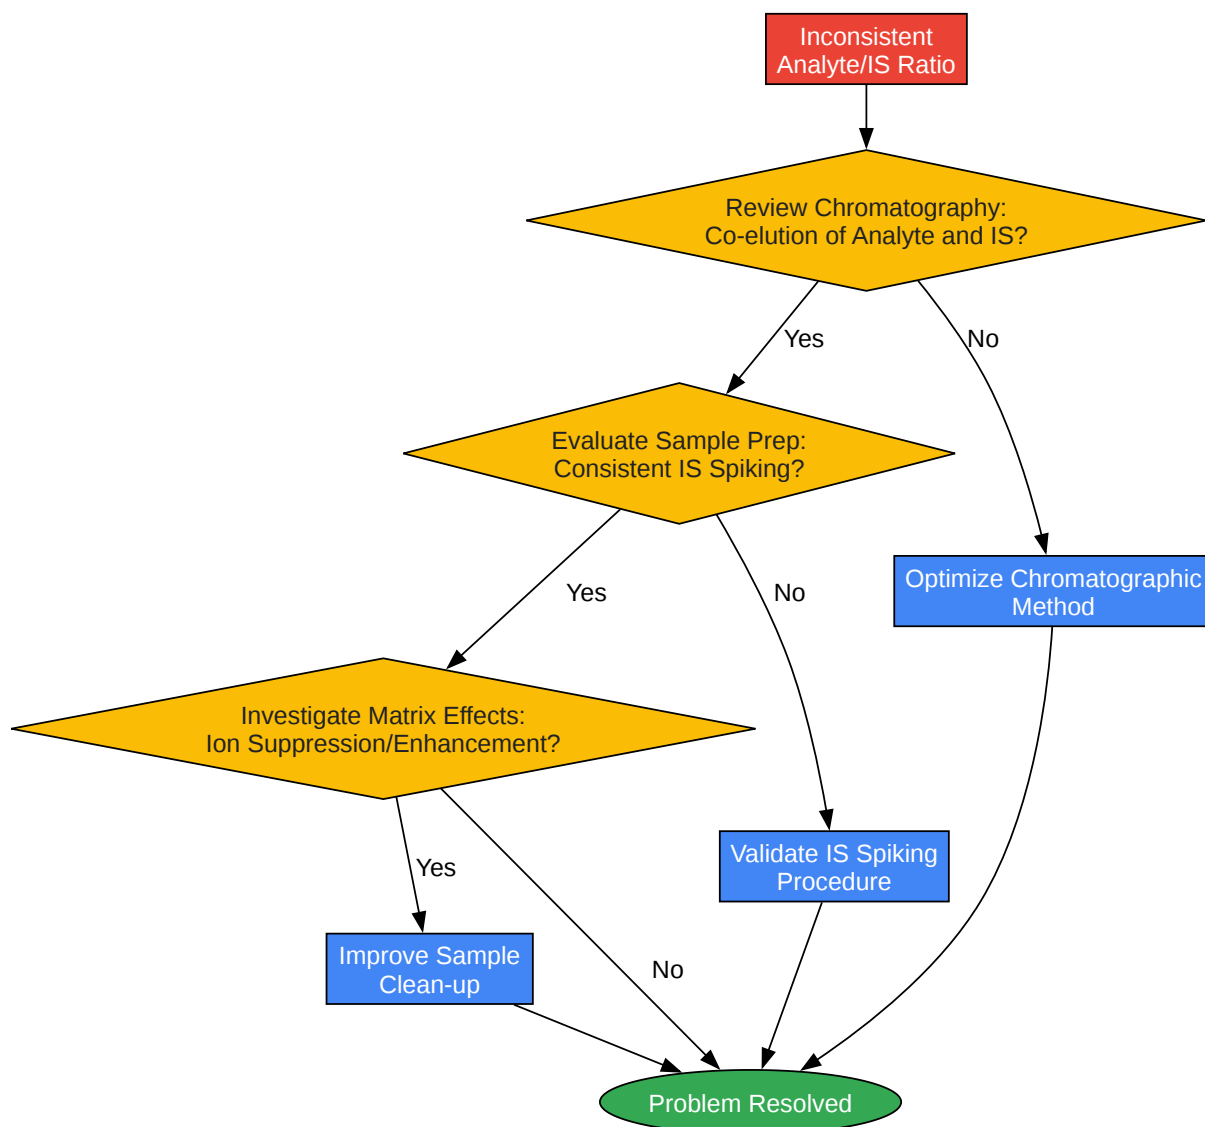 Inconsistent
Analyte/IS Ratio
Review Chromatography:
Co-elution of Analyte and IS?
Yes
No
Evaluate Sample Prep:
Consistent IS Spiking?
Yes
No
Optimize Chromatographic
Method
Investigate Matrix Effects:
Ion Suppression/Enhancement?
Yes
No
Validate IS Spiking
Procedure
Improve Sample
Clean-up
Problem Resolved